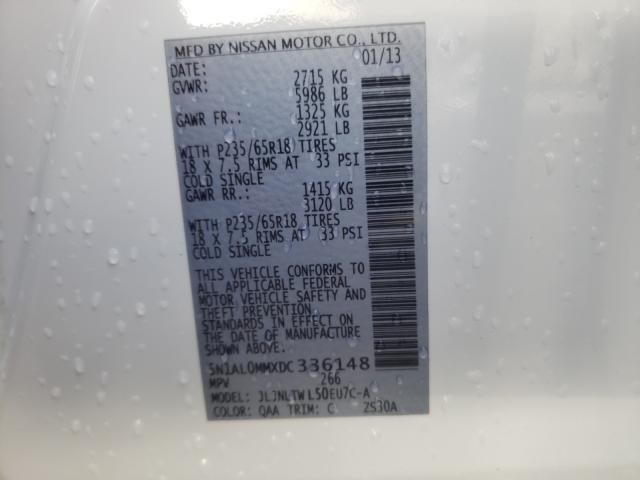 MFD BY NISSAN MOTOR CO., LTD.
DATE: 01/13
GVWR: 2715 KG
5986 LB
GAWR FR.: 1325 KG
2921 LB
WITH P235/65R18 TIRES
18 X 7.5 RIMS AT 33 PSI
COLD SINGLE
GAWR RR.: 1415 KG
3120 LB
WITH P235/65R18 TIRES
18 X 7.5 RIMS AT 33 PSI
COLD SINGLE
THIS VEHICLE CONFORMS TO
ALL APPLICABLE FEDERAL
MOTOR VEHICLE SAFETY AND
THEFT PREVENTION
STANDARDS IN EFFECT ON
THE DATE OF MANUFACTURE
SHOWN ABOVE.
5N1AL0MMXDC336148
MPV 266
MODEL: JLJNLTWL50EU7C-A
COLOR: QAA TRIM: C 2S30A